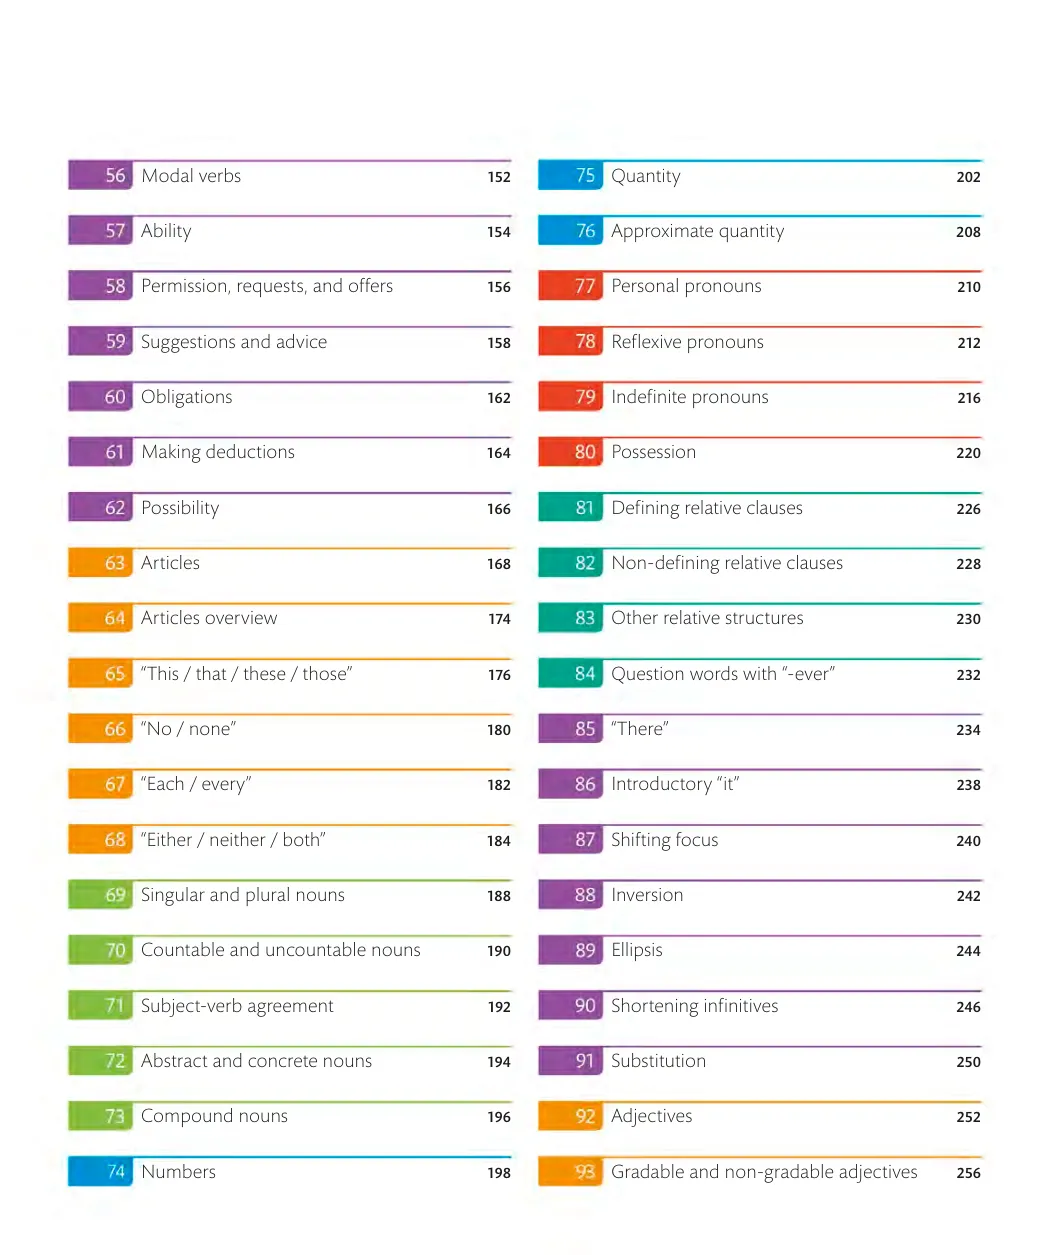 56 Modal verbs 152
57 Ability 154
58 Permission, requests, and offers 156
59 Suggestions and advice 158
60 Obligations 162
61 Making deductions 164
62 Possibility 166
63 Articles 168
64 Articles overview 174
65 “This / that / these / those” 176
66 “No / none” 180
67 “Each / every” 182
68 “Either / neither / both” 184
69 Singular and plural nouns 188
70 Countable and uncountable nouns 190
71 Subject-verb agreement 192
72 Abstract and concrete nouns 194
73 Compound nouns 196
74 Numbers 198
75 Quantity 202
76 Approximate quantity 208
77 Personal pronouns 210
78 Reflexive pronouns 212
79 Indefinite pronouns 216
80 Possession 220
81 Defining relative clauses 226
82 Non-defining relative clauses 228
83 Other relative structures 230
84 Question words with “-ever” 232
85 “There” 234
86 Introductory “it” 238
87 Shifting focus 240
88 Inversion 242
89 Ellipsis 244
90 Shortening infinitives 246
91 Substitution 250
92 Adjectives 252
93 Gradable and non-gradable adjectives 256